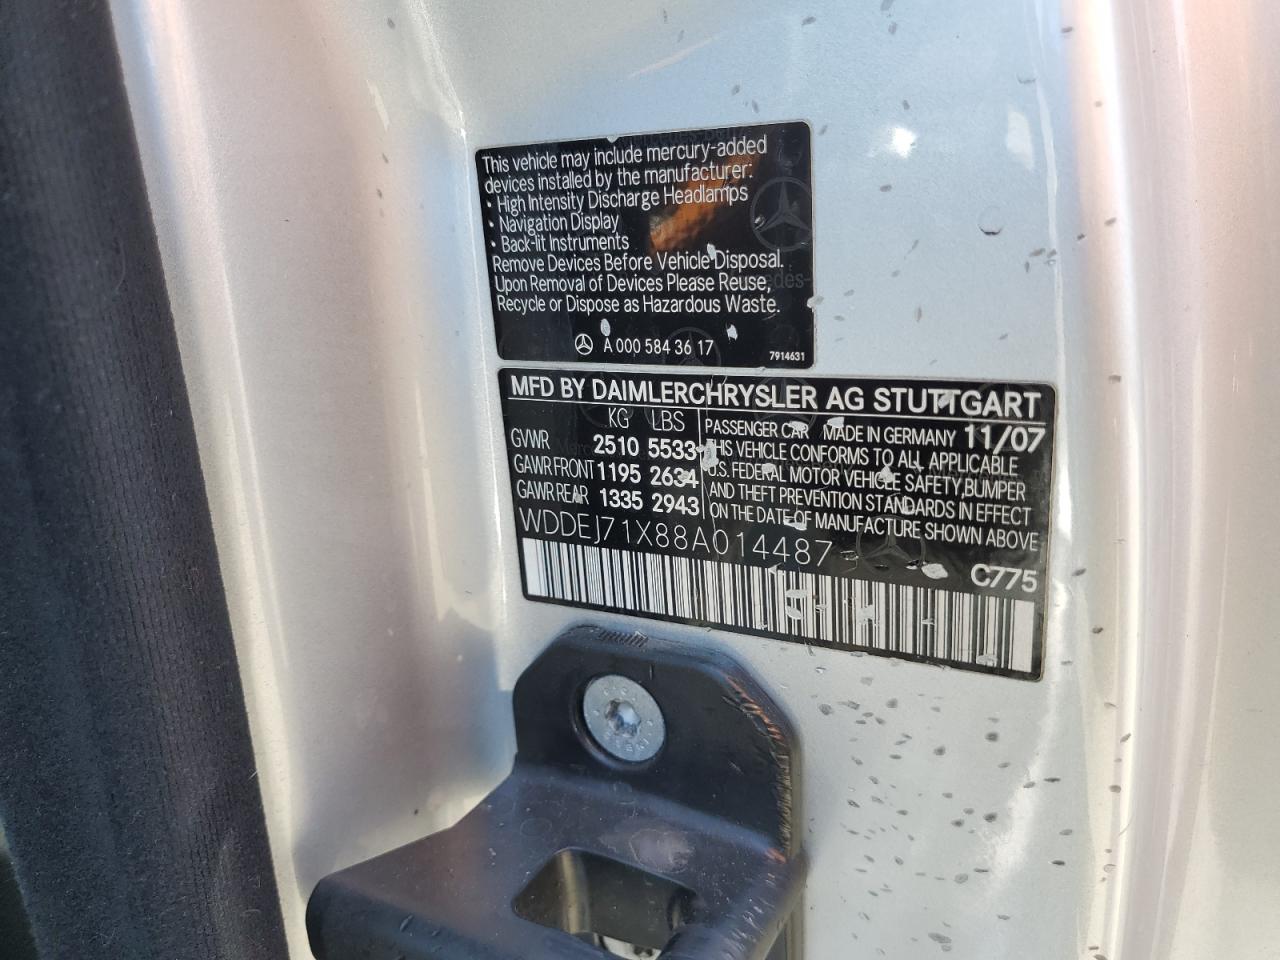 This vehicle may include mercury-added
devices installed by the manufacturer:
• High Intensity Discharge Headlamps
• Navigation Display
• Back-lit Instruments
Remove Devices Before Vehicle Disposal.
Upon Removal of Devices Please Reuse,
Recycle or Dispose as Hazardous Waste.
A 000 584 36 17
7914631
MFD BY DAIMLERCHRYSLER AG STUTTGART
KG LBS
GVWR 2510 5533
GAWR FRONT 1195 2634
GAWR REAR 1335 2943
PASSENGER CAR MADE IN GERMANY 11/07
THIS VEHICLE CONFORMS TO ALL APPLICABLE
U.S. FEDERAL MOTOR VEHICLE SAFETY, BUMPER
AND THEFT PREVENTION STANDARDS IN EFFECT
ON THE DATE OF MANUFACTURE SHOWN ABOVE
WDDEJ71X88A014487
C775